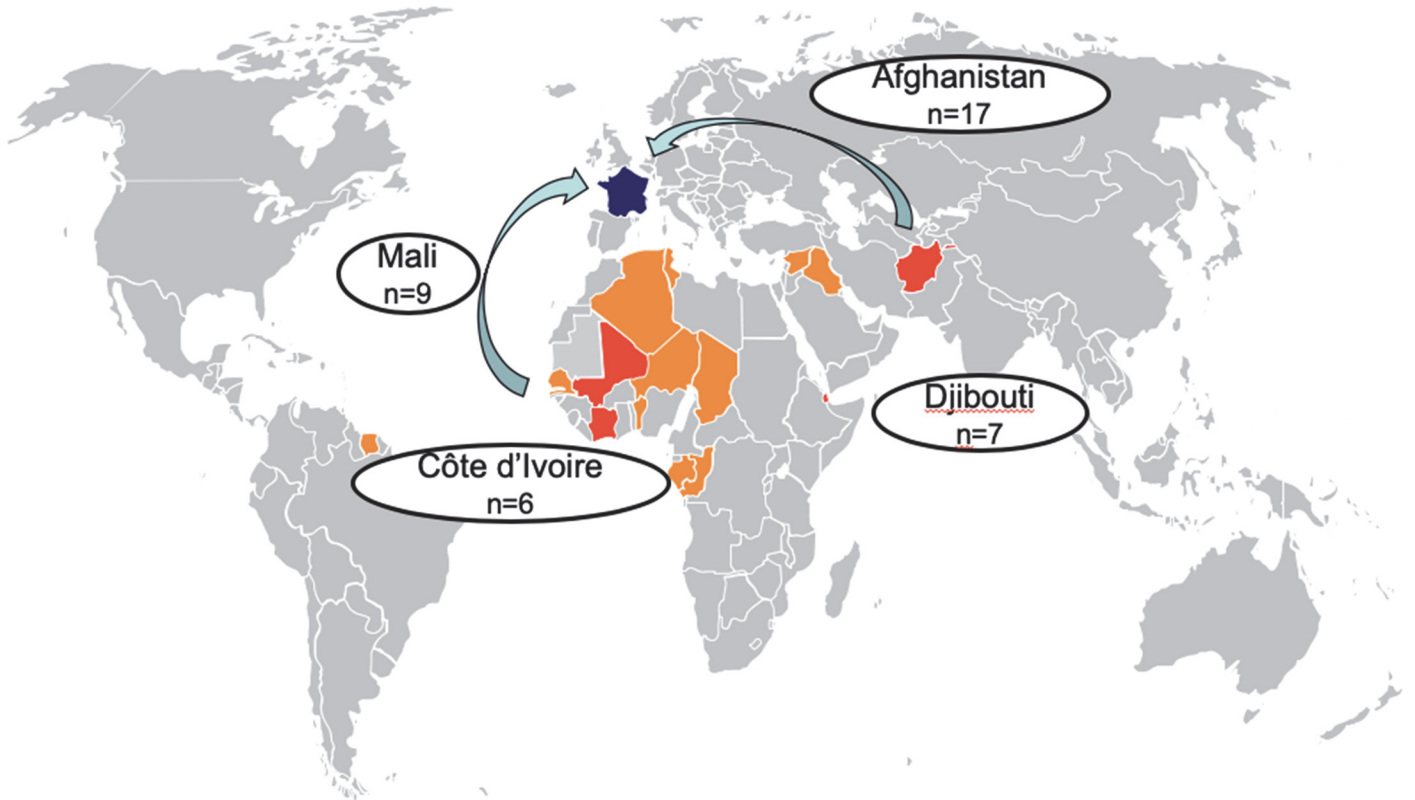 Afghanistan
n=17
Mali
n=9
Djibouti
n=7
Côte d’Ivoire
n=6